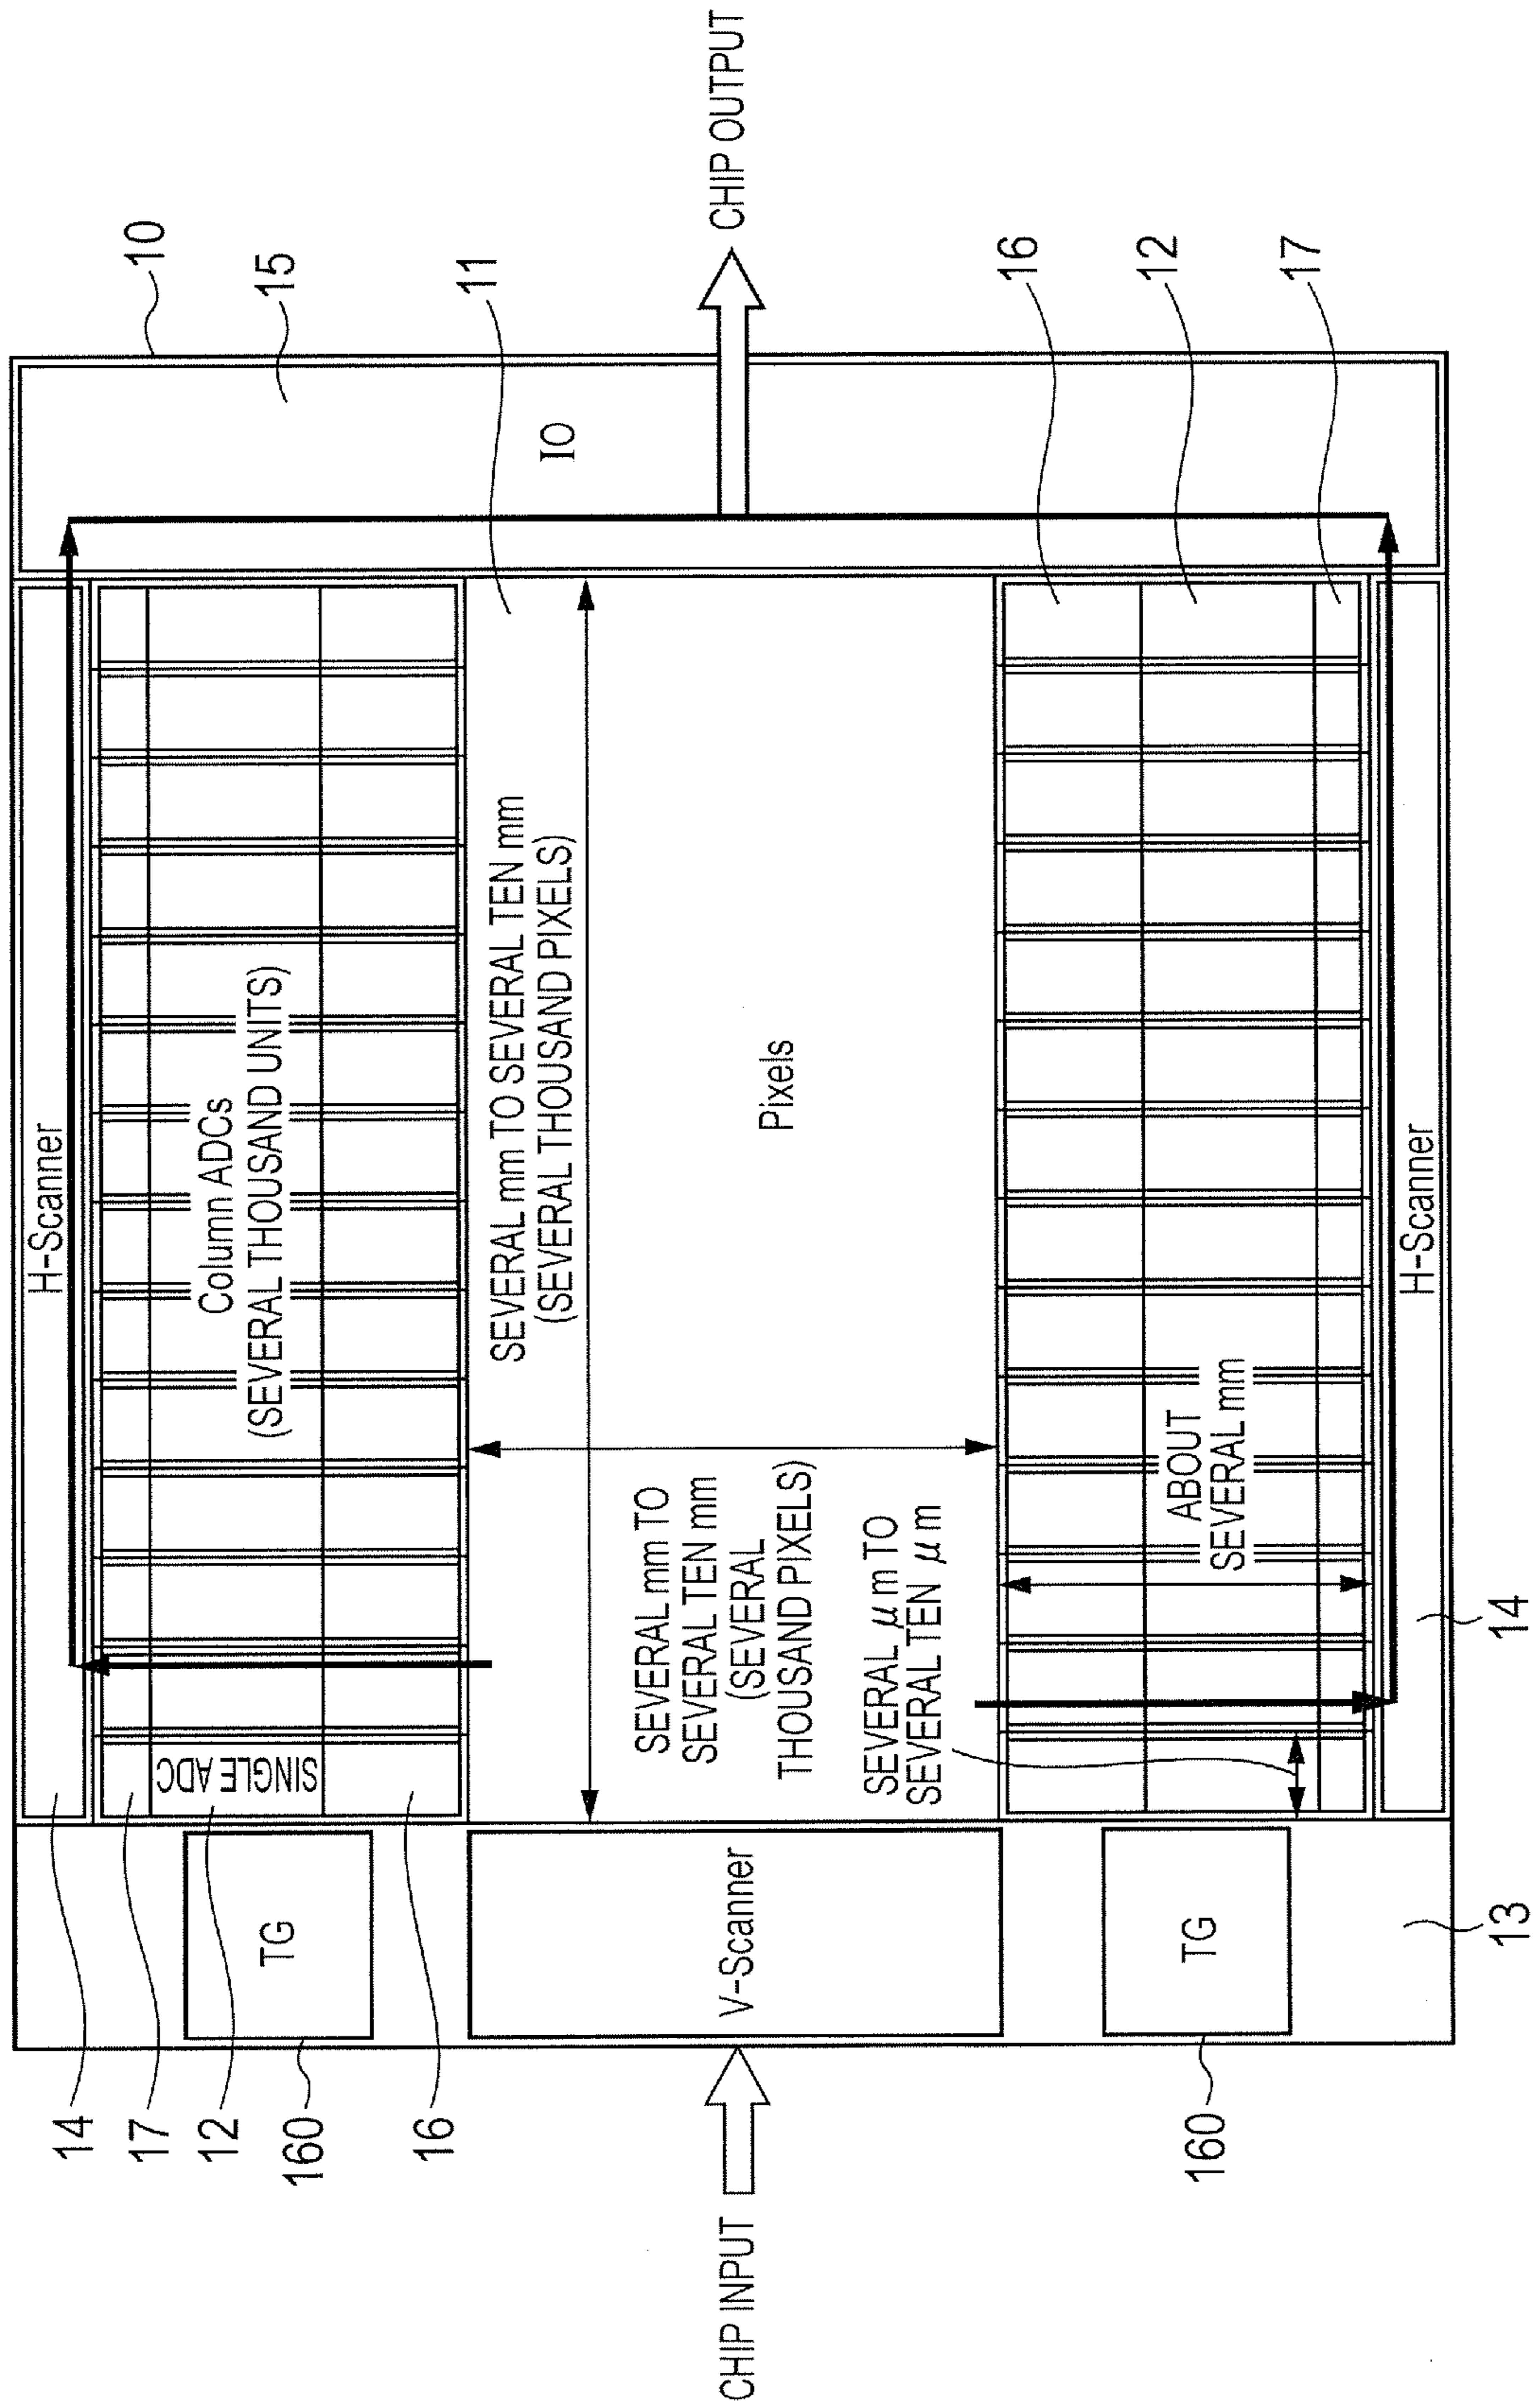 10
15
11
IO
CHIP OUTPUT
16
12
17
H-Scanner
Column ADCs
(SEVERAL THOUSAND UNITS)
SEVERAL mm TO SEVERAL TEN mm
(SEVERAL THOUSAND PIXELS)
Pixels
SEVERAL mm TO
SEVERAL TEN mm
(SEVERAL
THOUSAND PIXELS)
SEVERAL μm TO
SEVERAL TEN μm
ABOUT
SEVERAL mm
H-Scanner
SINGLE ADC
14
TG
V-Scanner
TG
13
14
17
12
160
16
CHIP INPUT
160